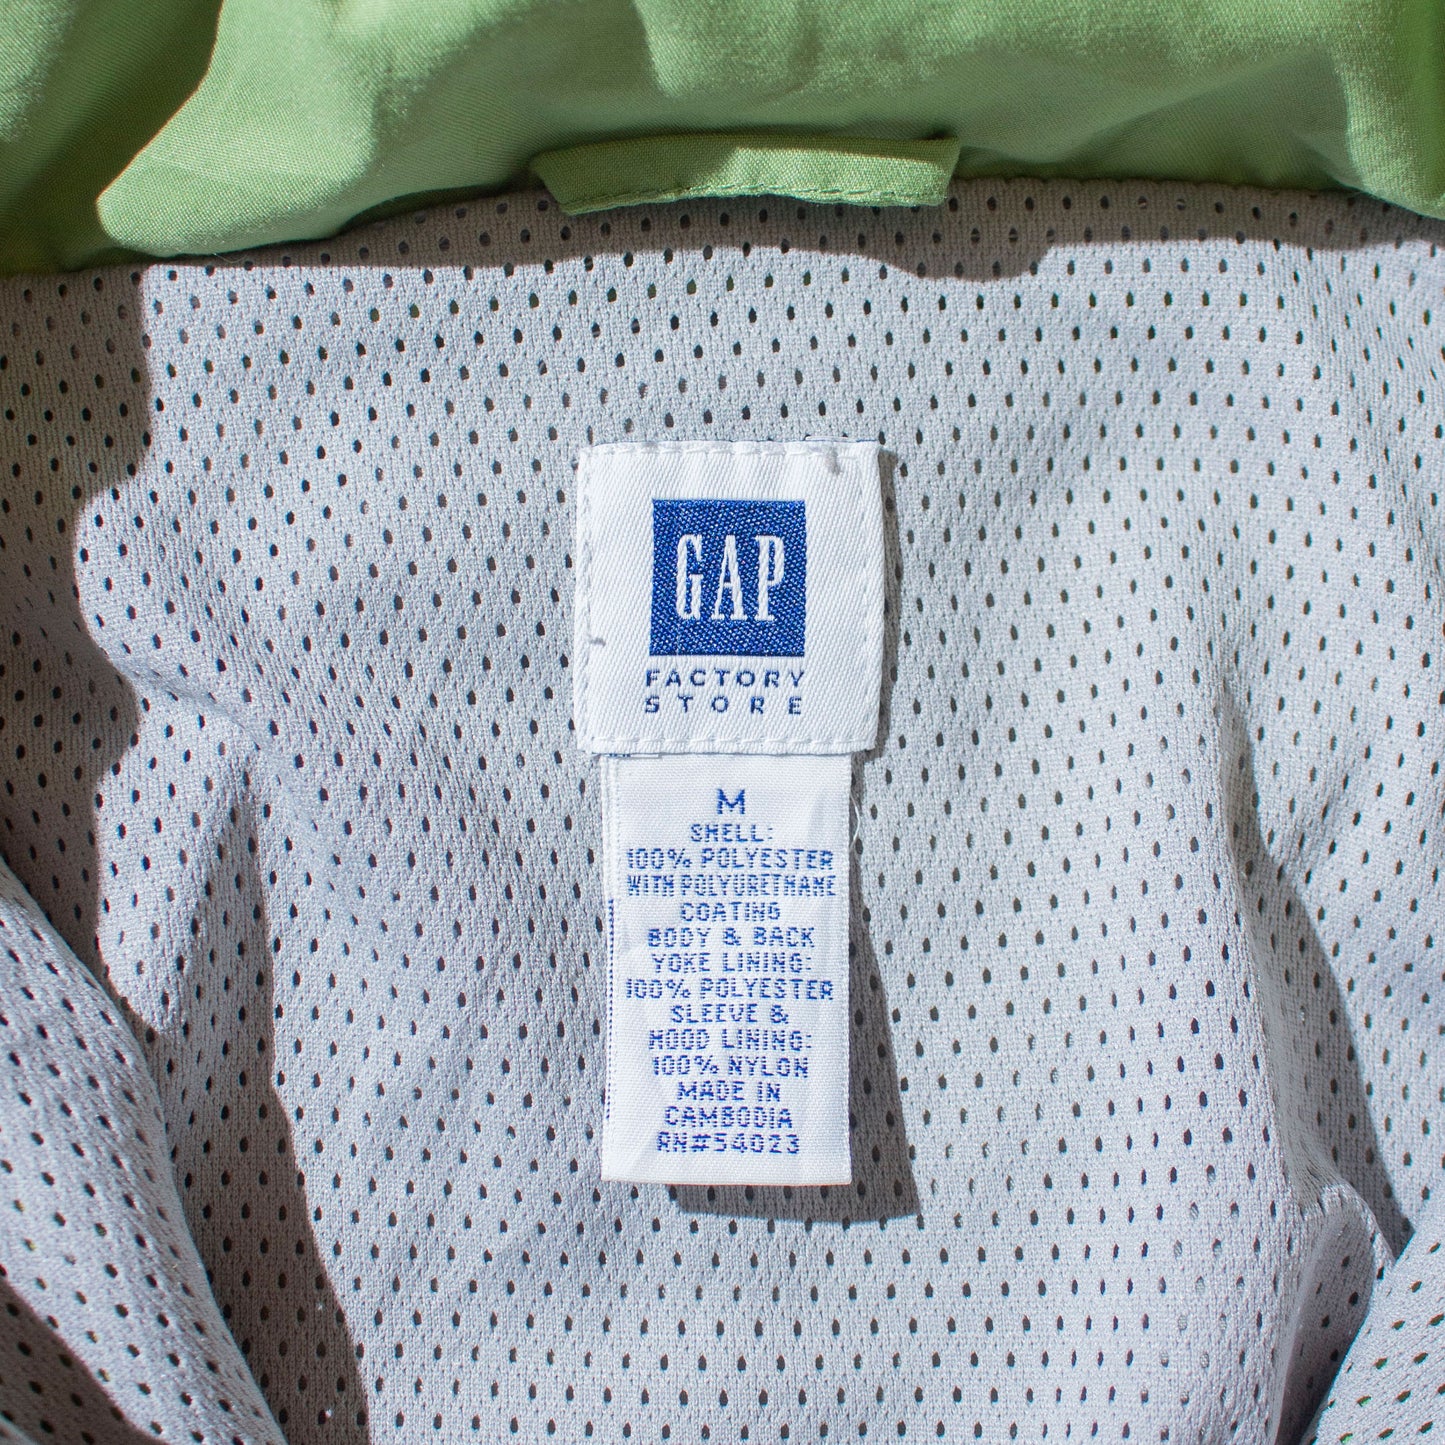 GAP
FACTORY
STORE
M
SHELL:
100% POLYESTER
WITH POLYURETHANE
COATING
BODY & BACK
YOKE LINING:
100% POLYESTER
SLEEVE &
HOOD LINING:
100% NYLON
MADE IN
CAMBODIA
RN#54023